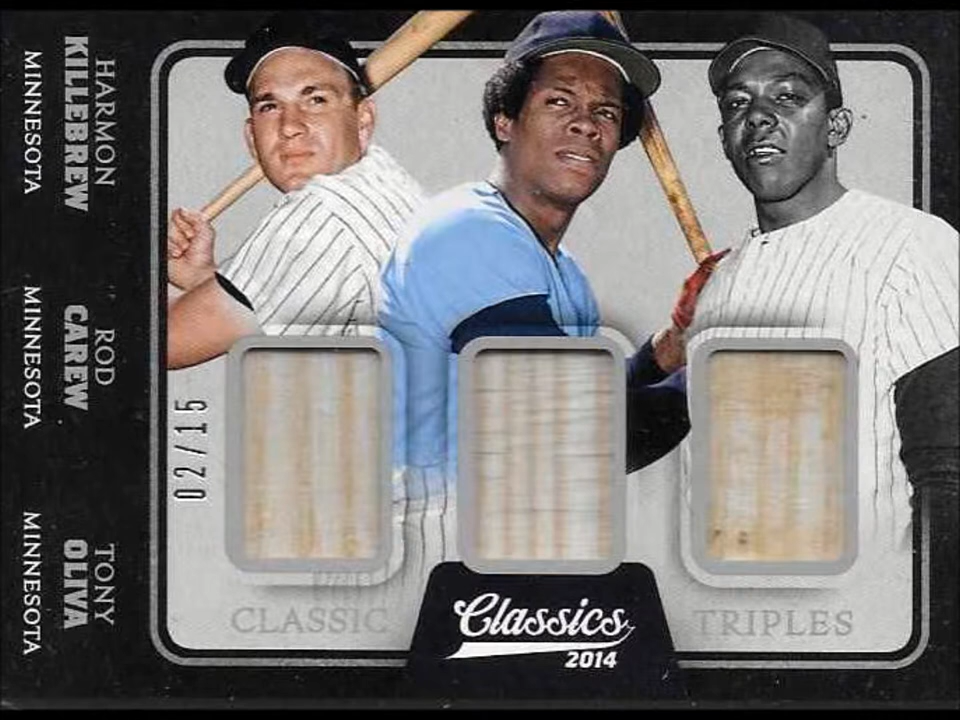 HARMON
KILLEBREW
MINNESOTA
ROD
CAREW
MINNESOTA
TONY
OLIVA
MINNESOTA
02/15
CLASSIC
TRIPLES
Classics
2014